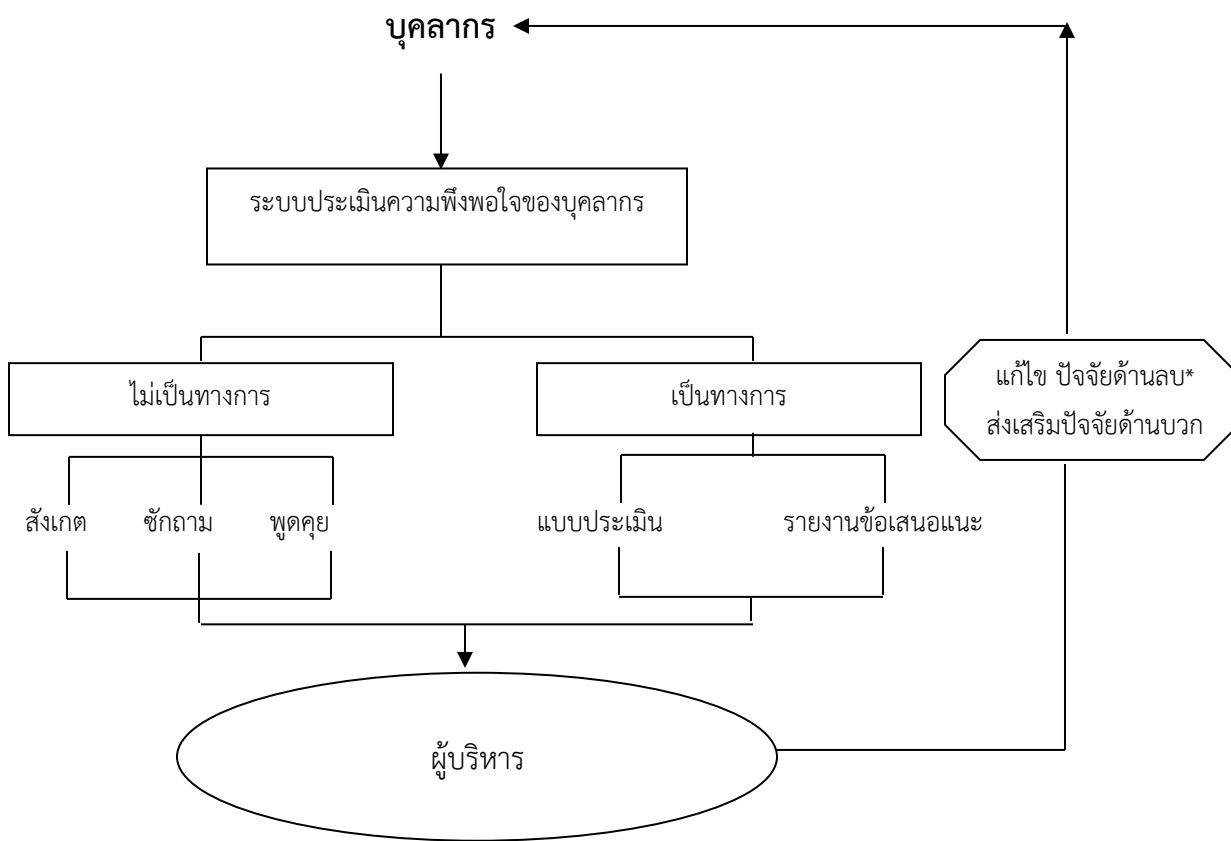 บุคลากร
ระบบประเมินความพึงพอใจของบุคลากร
ไม่เป็นทางการ
เป็นทางการ
แก้ไข ปัจจัยด้านลบ*
ส่งเสริมปัจจัยด้านบวก
สังเกต ซักถาม พูดคุย
แบบประเมิน รายงานข้อเสนอแนะ
ผู้บริหาร